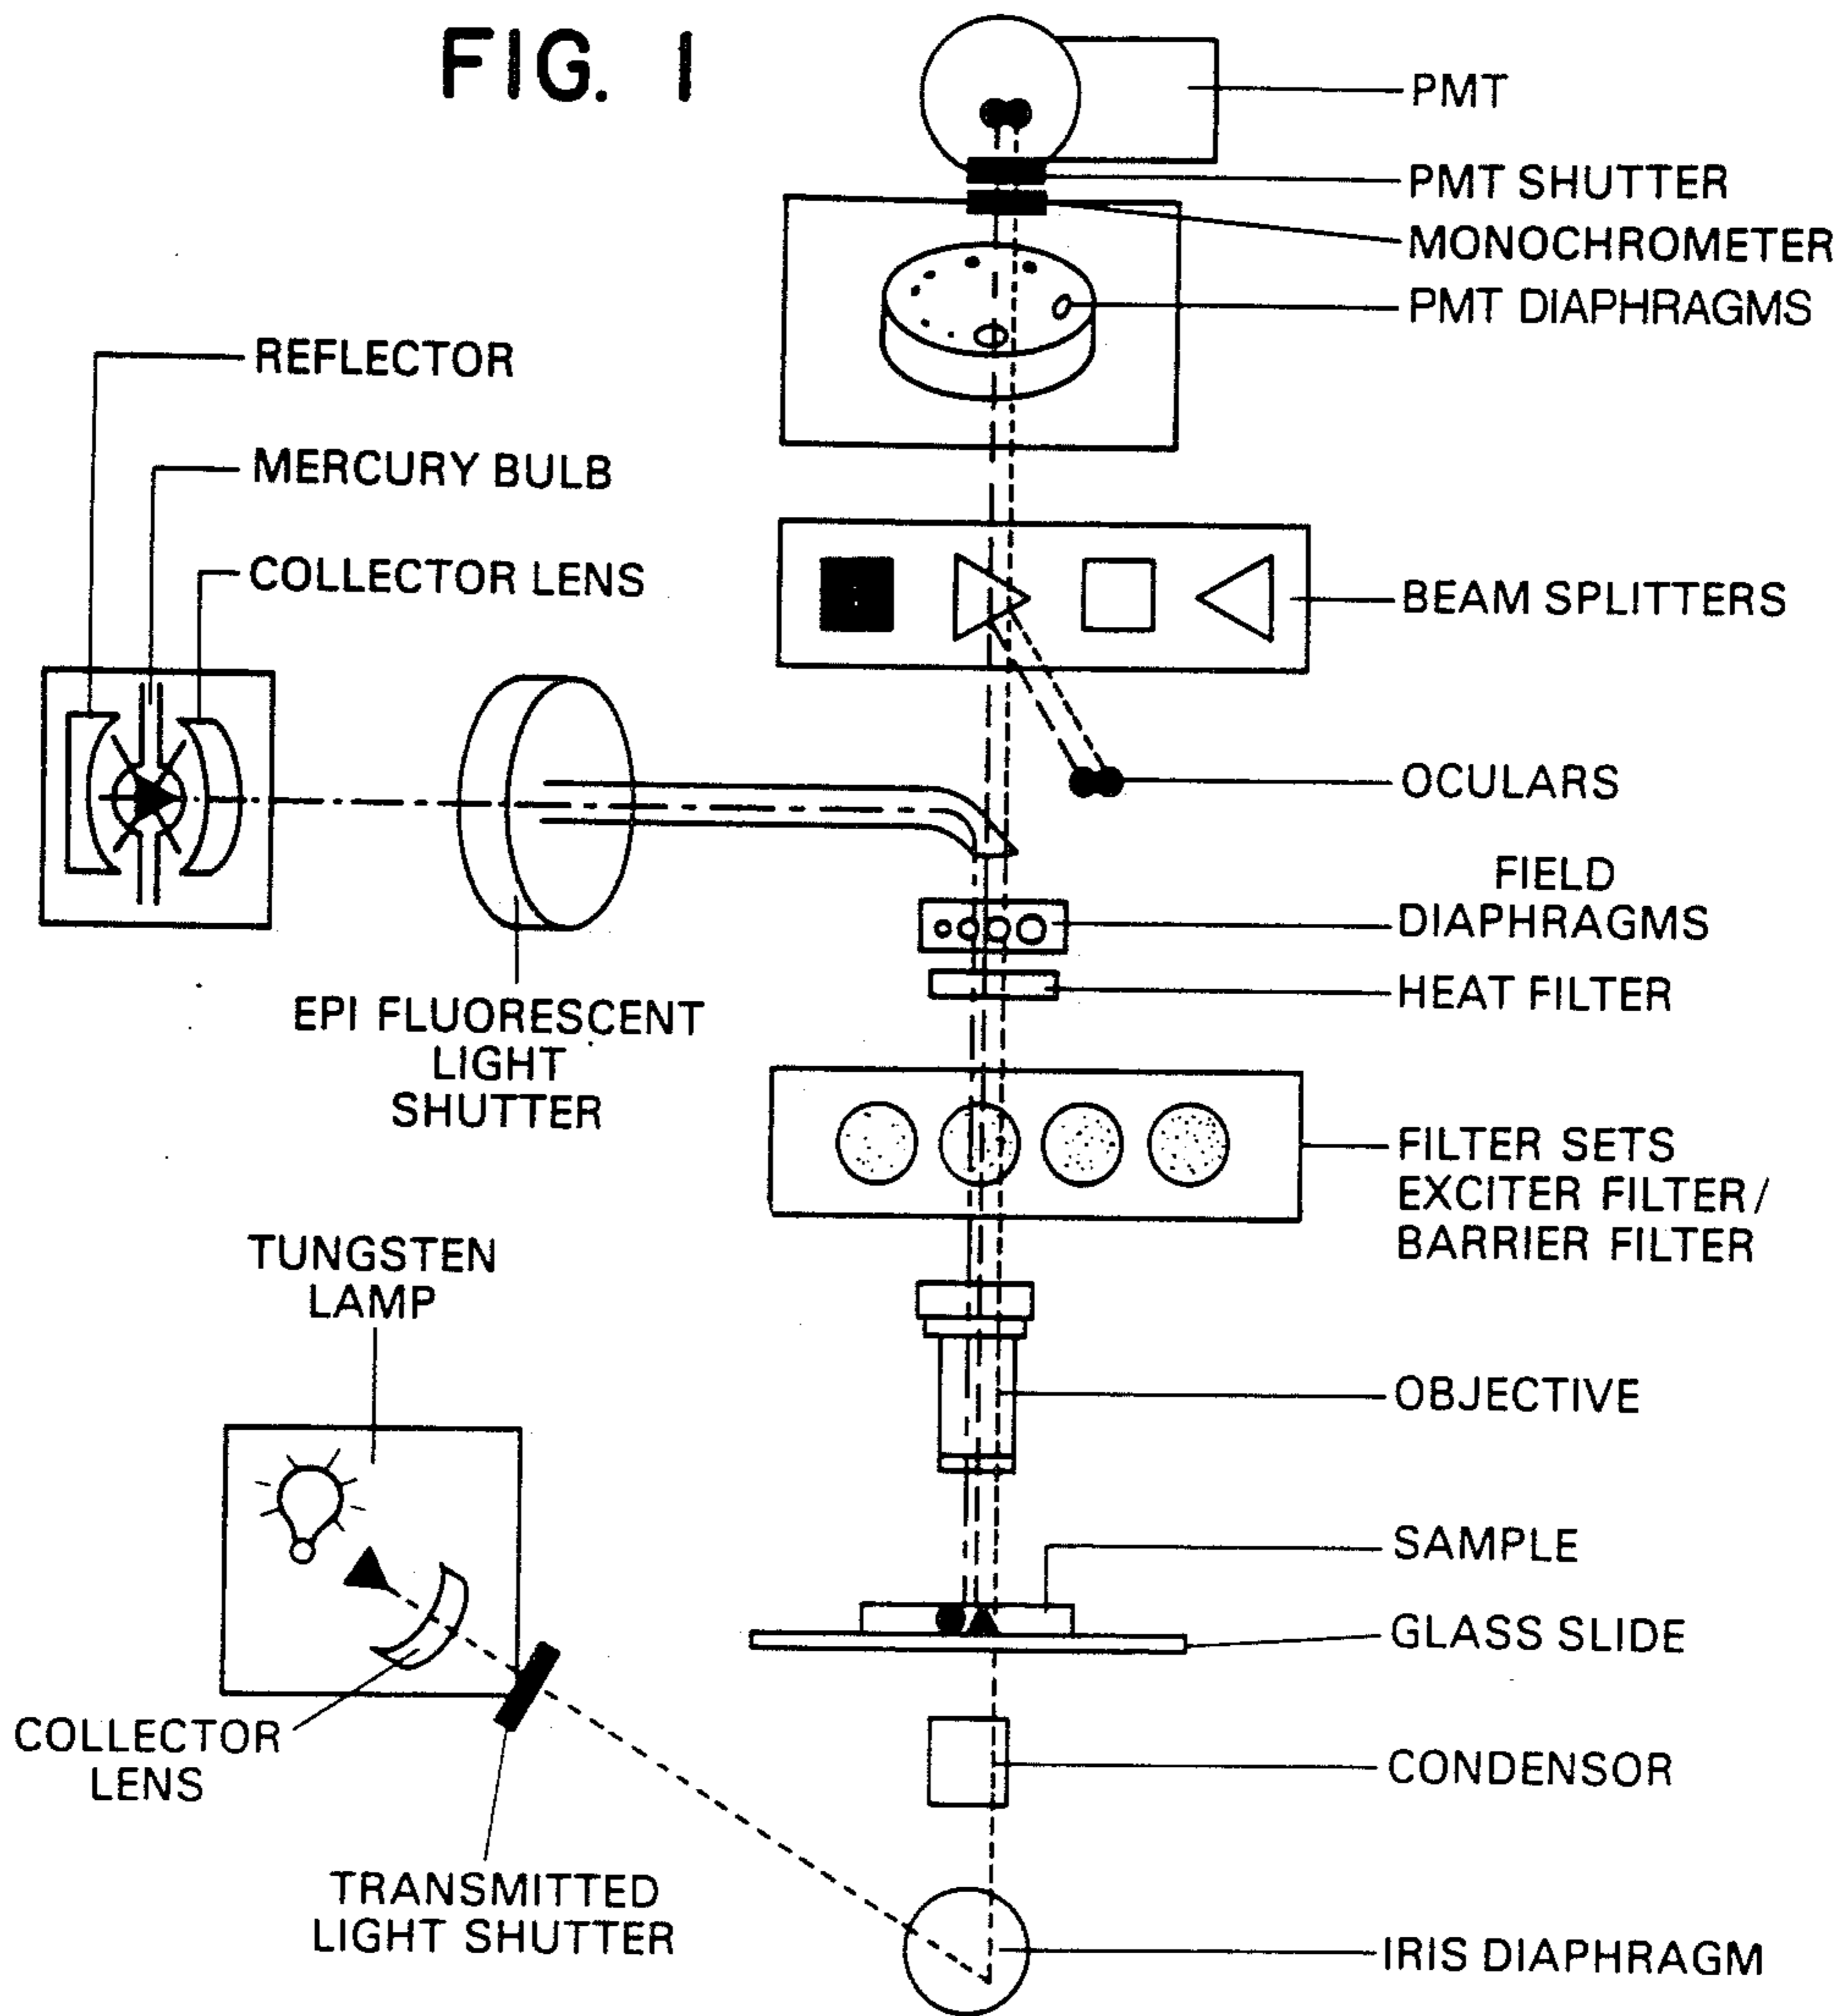 FIG. 1
PMT
PMT SHUTTER
MONOCHROMETER
PMT DIAPHRAGMS
REFLECTOR
MERCURY BULB
COLLECTOR LENS
BEAM SPLITTERS
OCULARS
FIELD
DIAPHRAGMS
HEAT FILTER
EPI FLUORESCENT
LIGHT
SHUTTER
FILTER SETS
EXCITER FILTER/
BARRIER FILTER
TUNGSTEN
LAMP
OBJECTIVE
SAMPLE
GLASS SLIDE
COLLECTOR
LENS
CONDENSOR
TRANSMITTED
LIGHT SHUTTER
IRIS DIAPHRAGM